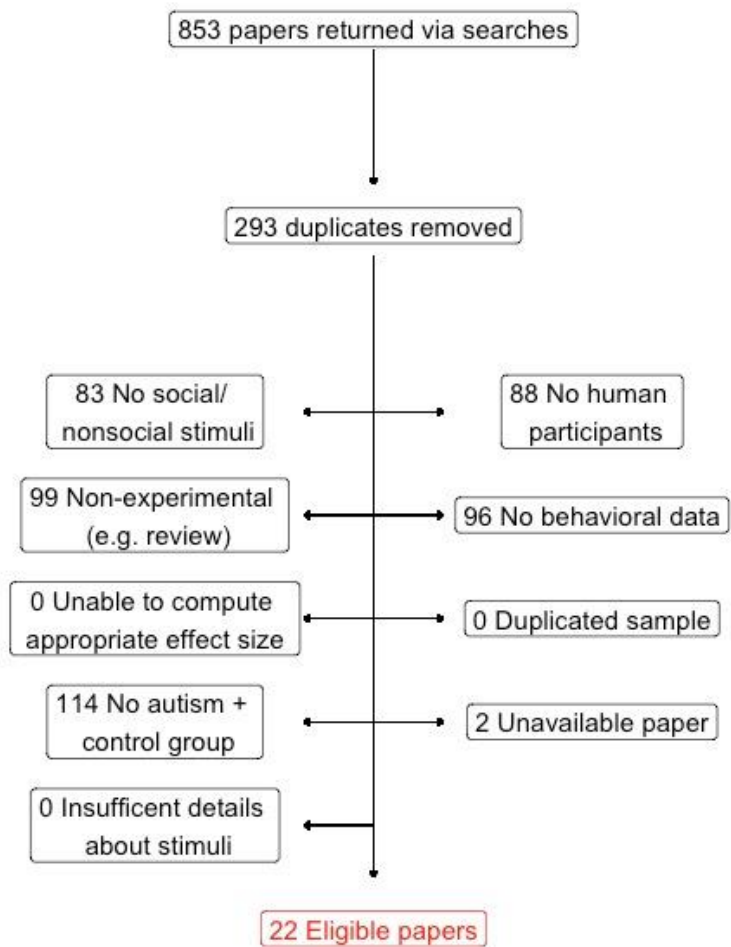 853 papers returned via searches
293 duplicates removed
83 No social/
nonsocial stimuli
88 No human
participants
99 Non-experimental
(e.g. review)
96 No behavioral data
0 Unable to compute
appropriate effect size
0 Duplicated sample
114 No autism +
control group
2 Unavailable paper
0 Insufficent details
about stimuli
22 Eligible papers